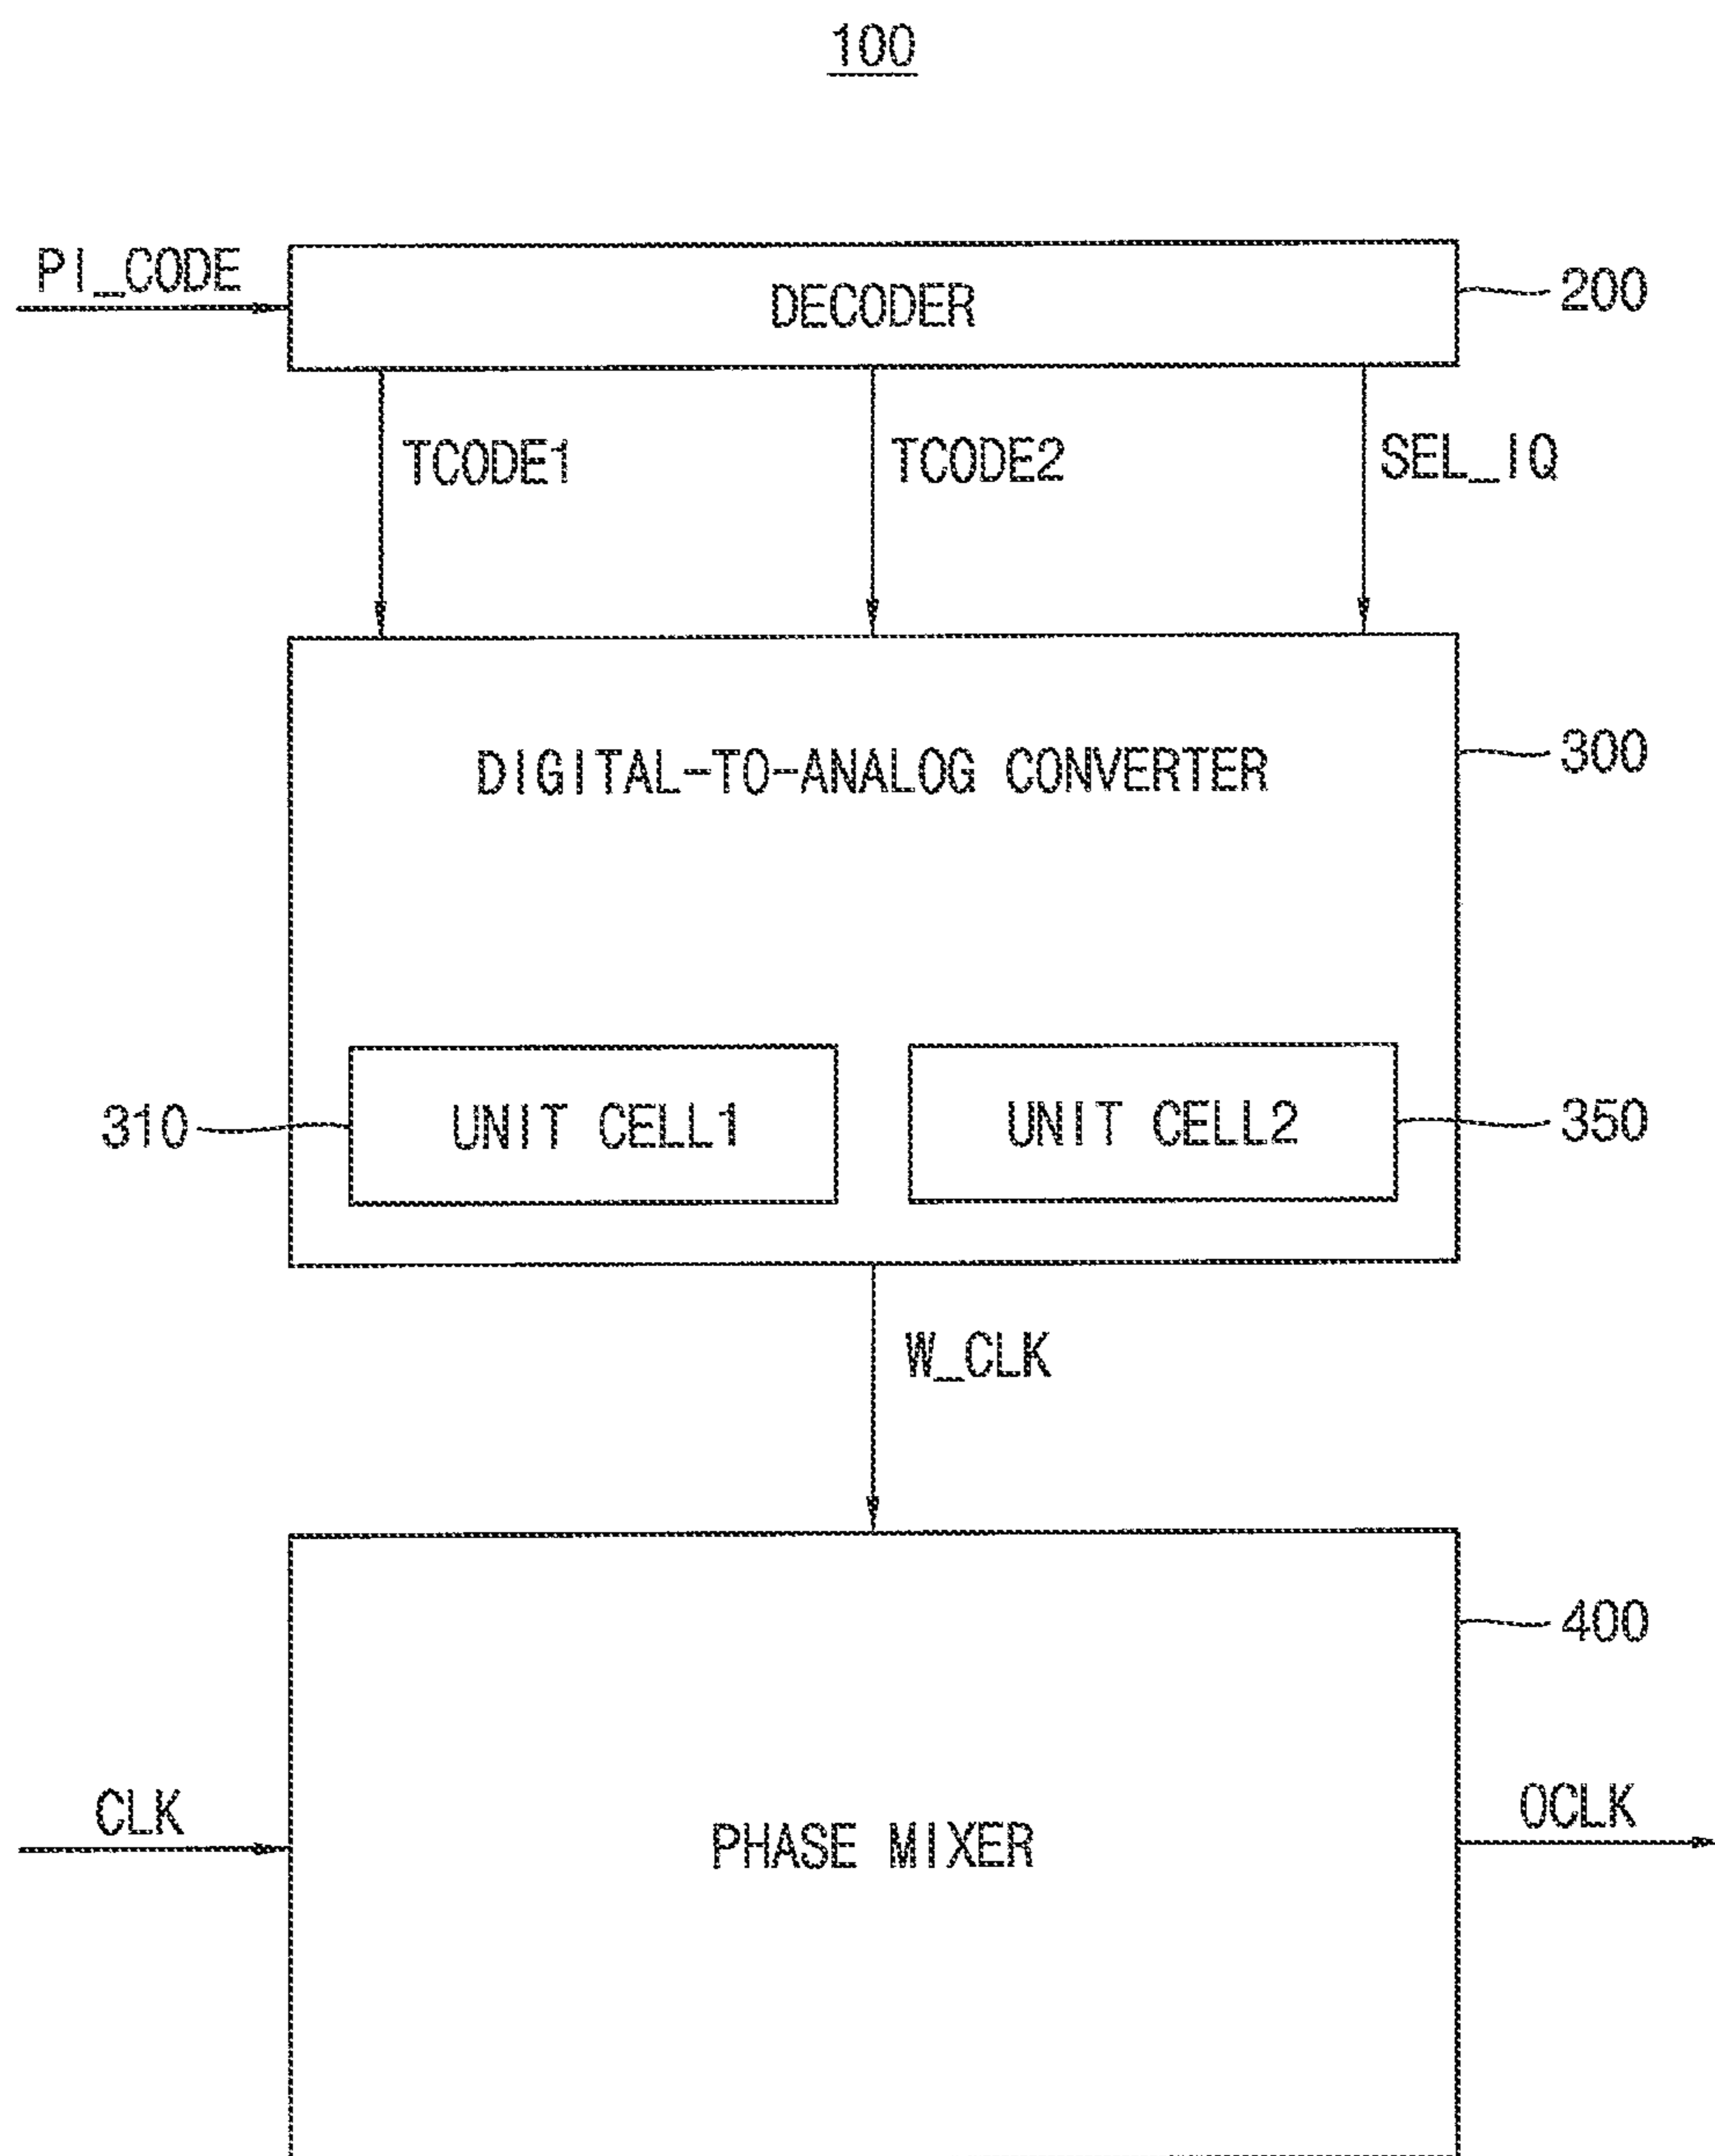 100
PI_CODE
DECODER
200
TCODE1
TCODE2
SEL_IQ
DIGITAL-TO-ANALOG CONVERTER
300
310
UNIT CELL1
UNIT CELL2
350
W_CLK
400
CLK
PHASE MIXER
OCLK